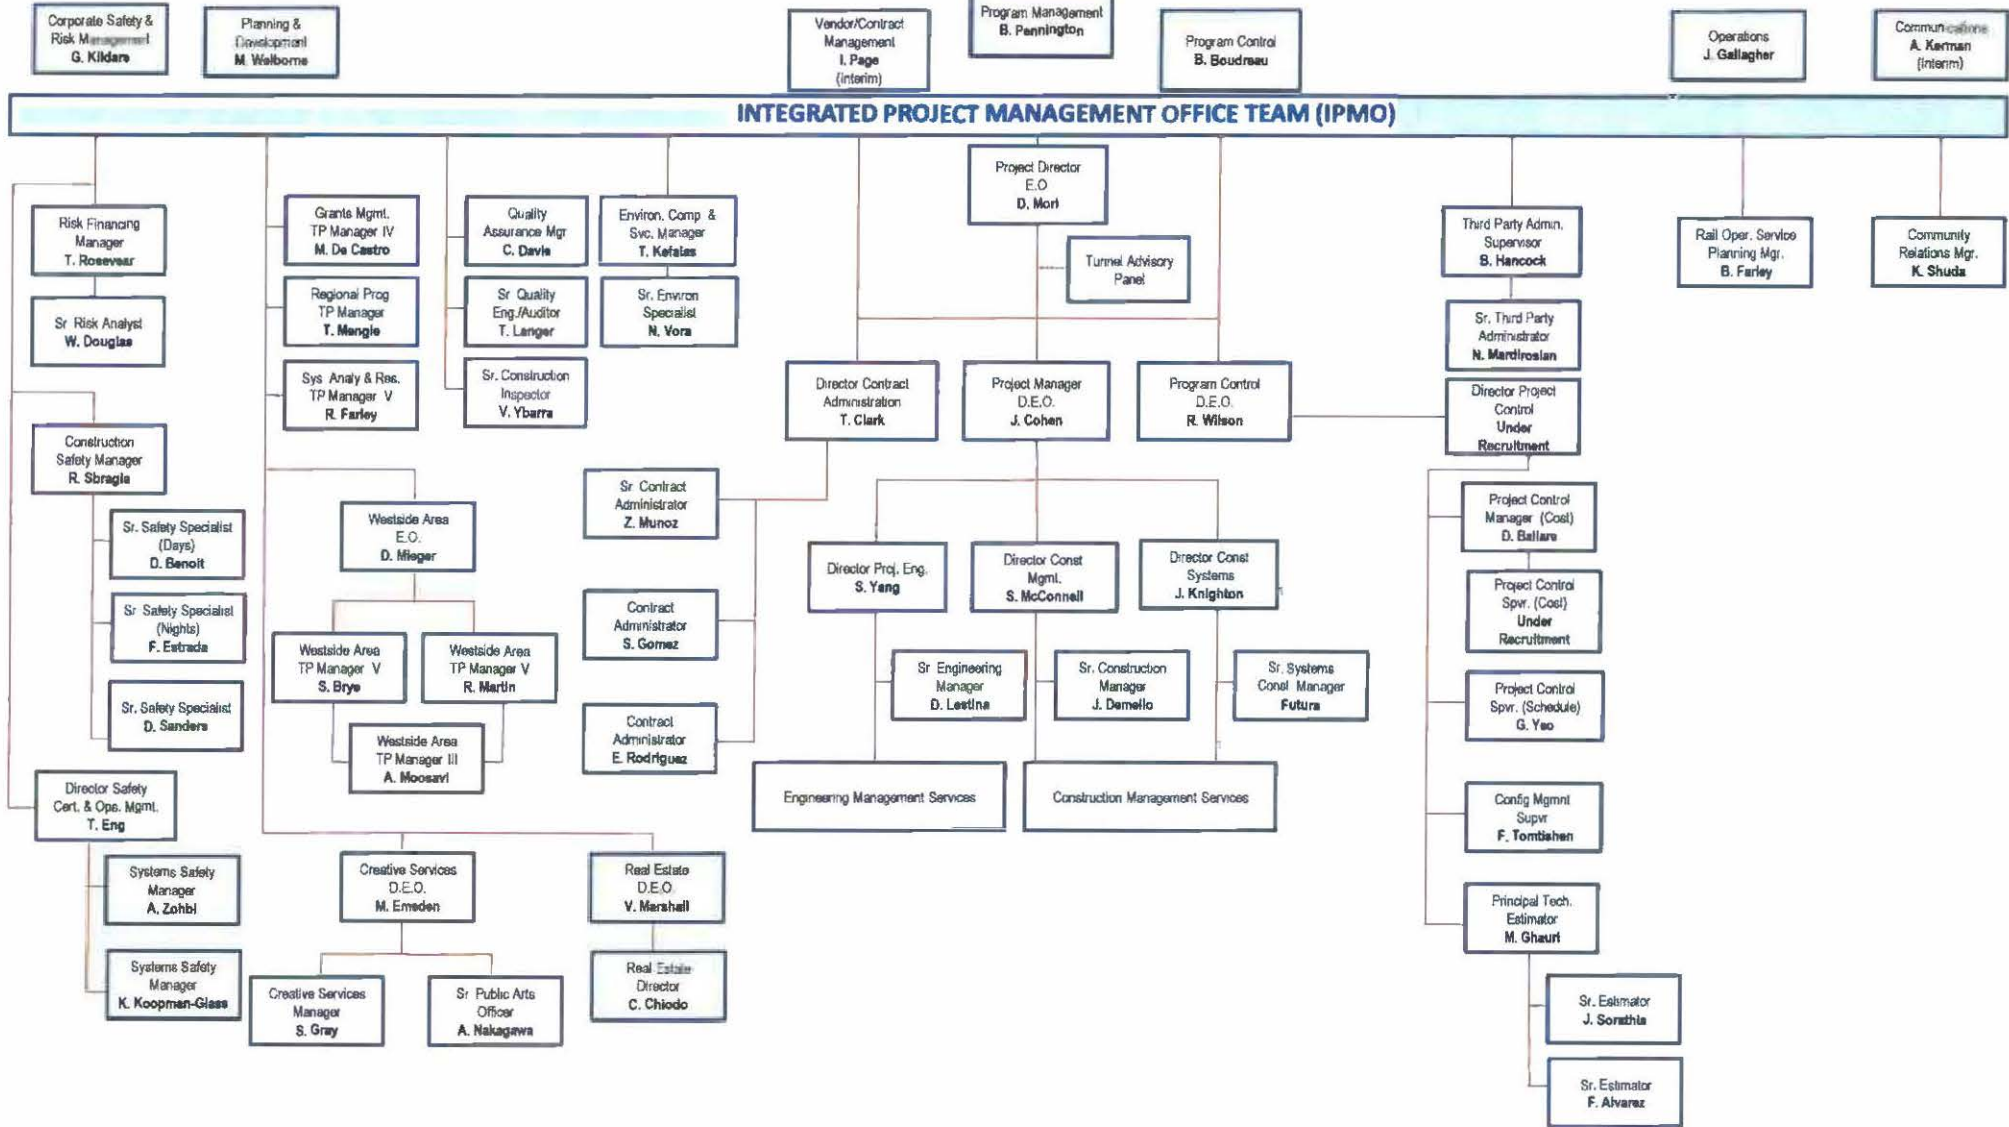 Corporate Safety &
Risk Management
G. Kildare
Planning &
Development
M. Welborne
Vendor/Contract
Management
I. Page
(interim)
Program Management
B. Pennington
Program Control
B. Boudreau
Operations
J. Gallagher
Communications
A. Kerman
(interim)
INTEGRATED PROJECT MANAGEMENT OFFICE TEAM (IPMO)
Risk Financing
Manager
T. Rosevear
Sr Risk Analyst
W. Douglas
Construction
Safety Manager
R. Sbragia
Sr. Safety Specialist
(Days)
D. Benoit
Sr Safety Specialist
(Nights)
F. Estrada
Sr. Safety Specialist
D. Sanders
Director Safety
Cert. & Ops. Mgmt.
T. Eng
Systems Safety
Manager
A. Zohbi
Systems Safety
Manager
K. Koopman-Glass
Grants Mgmt.
TP Manager IV
M. De Castro
Regional Prog
TP Manager
T. Mengle
Sys Analy & Res.
TP Manager V
R. Farley
Westside Area
E.O.
D. Mieger
Westside Area
TP Manager V
S. Brye
Westside Area
TP Manager V
R. Martin
Westside Area
TP Manager III
A. Moosavi
Creative Services
D.E.O.
M. Emsden
Creative Services
Manager
S. Gray
Sr Public Arts
Officer
A. Nakagawa
Real Estate
D.E.O.
V. Marshall
Real Estate
Director
C. Chiodo
Quality
Assurance Mgr
C. Davis
Sr Quality
Eng./Auditor
T. Langer
Sr. Construction
Inspector
V. Ybarra
Environ. Comp &
Svc. Manager
T. Kefalas
Sr. Environ
Specialist
N. Vora
Project Director
E.O
D. Mori
Tunnel Advisory
Panel
Director Contract
Administration
T. Clark
Project Manager
D.E.O.
J. Cohen
Program Control
D.E.O.
R. Wilson
Sr Contract
Administrator
Z. Munoz
Contract
Administrator
S. Gomez
Contract
Administrator
E. Rodriguez
Director Proj. Eng.
S. Yang
Director Const
Mgmt.
S. McConnell
Director Const
Systems
J. Knighton
Sr Engineering
Manager
D. Lestina
Sr. Construction
Manager
J. Demello
Sr. Systems
Const Manager
Future
Engineering Management Services
Construction Management Services
Third Party Admin.
Supervisor
B. Hancock
Sr. Third Party
Administrator
N. Mardirosian
Director Project
Control
Under
Recruitment
Project Control
Manager (Cost)
D. Ballare
Project Control
Spvr. (Cost)
Under
Recruitment
Project Control
Spvr. (Schedule)
G. Yeo
Config Mgmnt
Supvr
F. Tomtishen
Principal Tech.
Estimator
M. Ghauri
Sr. Estimator
J. Sorathia
Sr. Estimator
F. Alvarez
Rail Oper. Service
Planning Mgr.
B. Farley
Community
Relations Mgr.
K. Shuda